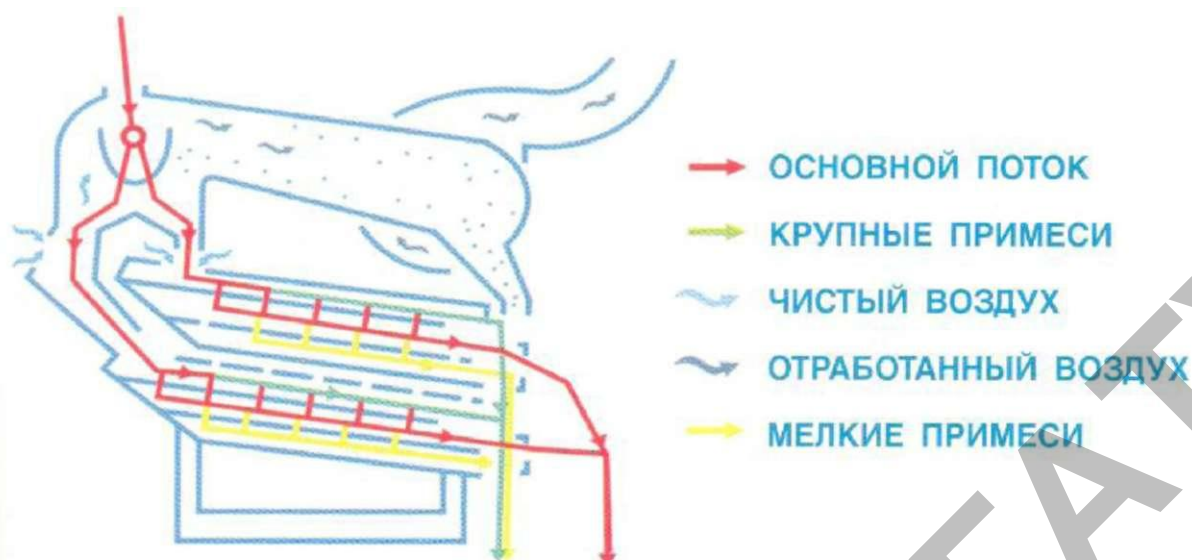 ОСНОВНОЙ ПОТОК
КРУПНЫЕ ПРИМЕСИ
ЧИСТЫЙ ВОЗДУХ
ОТРАБОТАННЫЙ ВОЗДУХ
МЕЛКИЕ ПРИМЕСИ